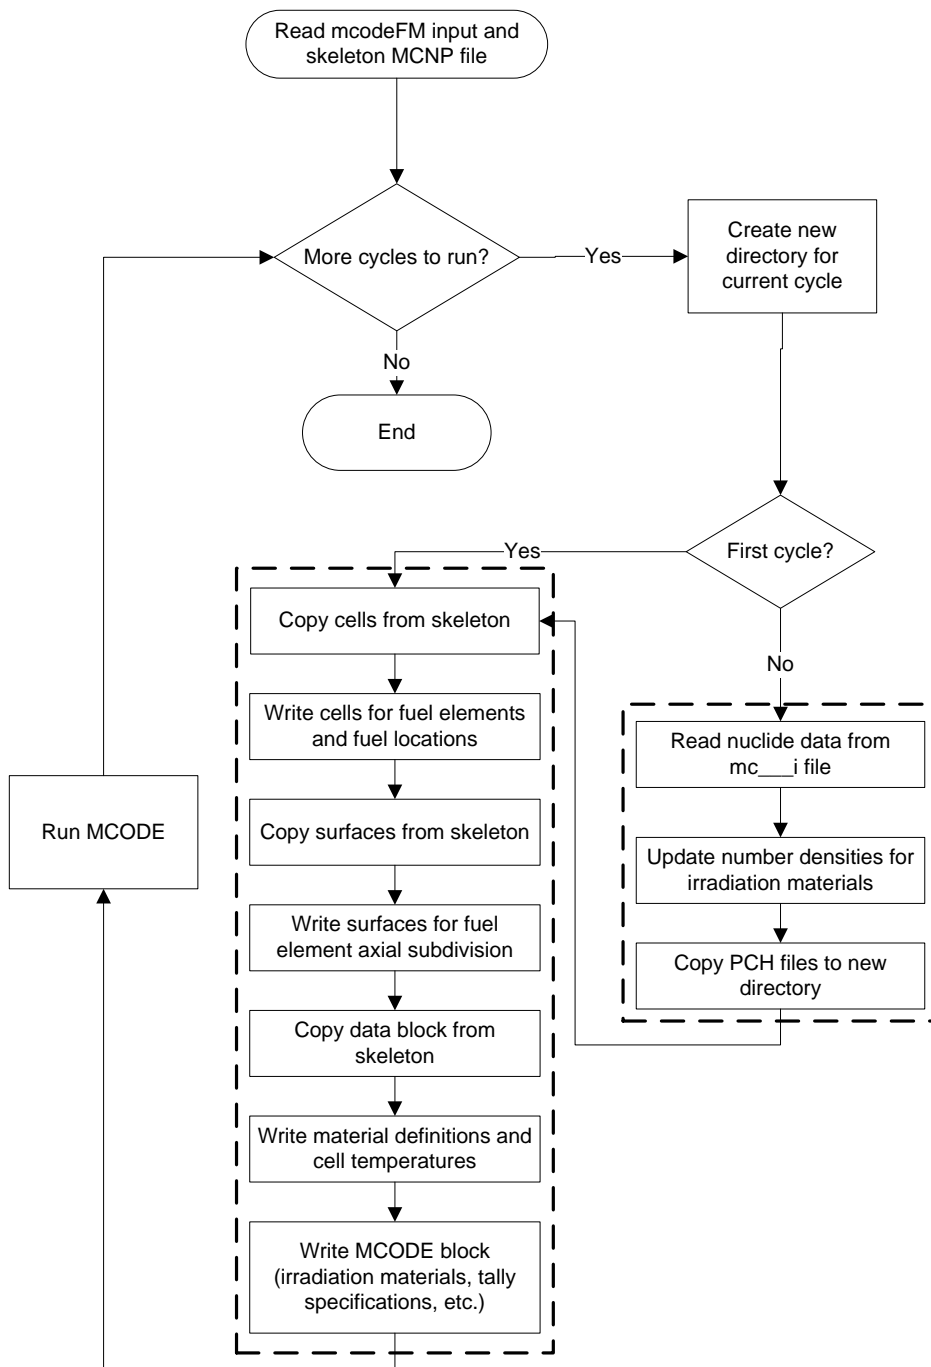 Read mcodeFM input and
skeleton MCNP file
More cycles to run?
Yes
Create new
directory for
current cycle
No
End
First cycle?
Yes
No
Copy cells from skeleton
Write cells for fuel elements
and fuel locations
Copy surfaces from skeleton
Write surfaces for fuel
element axial subdivision
Copy data block from
skeleton
Write material definitions and
cell temperatures
Write MCODE block
(irradiation materials, tally
specifications, etc.)
Read nuclide data from
mc___i file
Update number densities for
irradiation materials
Copy PCH files to new
directory
Run MCODE